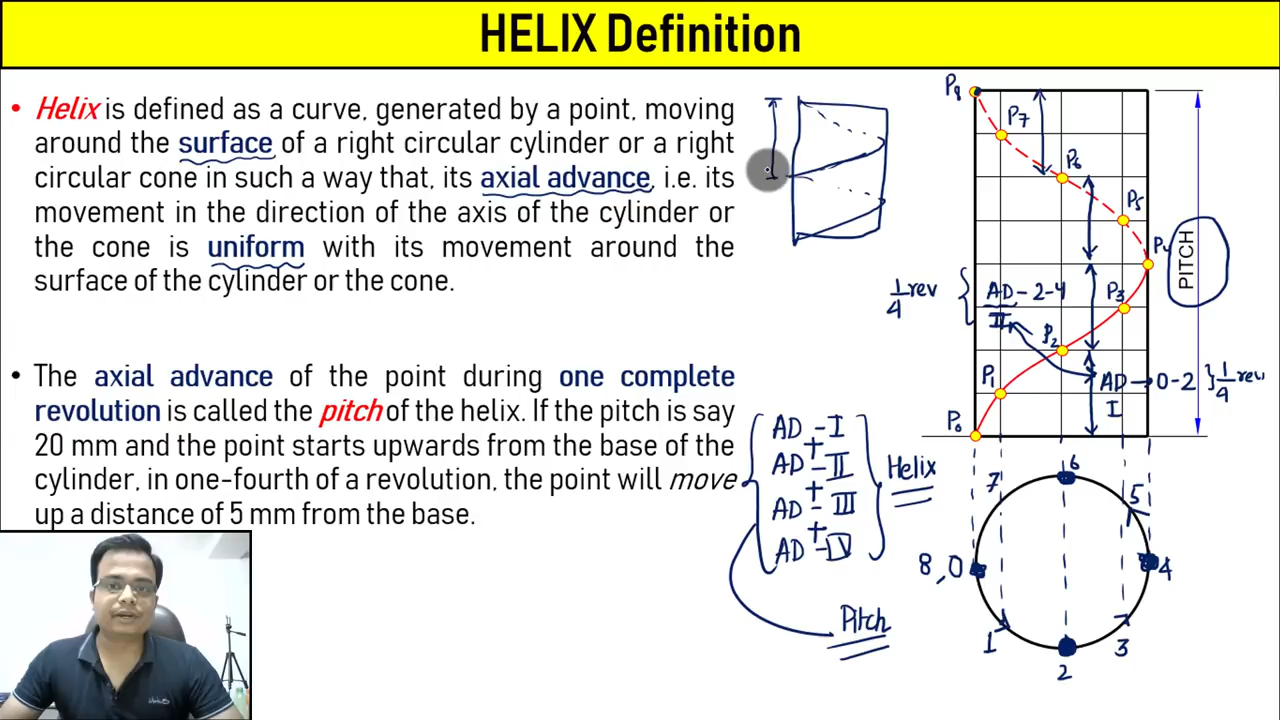 HELIX Definition
• Helix is defined as a curve, generated by a point, moving
around the surface of a right circular cylinder or a right
circular cone in such a way that, its axial advance, i.e. its
movement in the direction of the axis of the cylinder or
the cone is uniform with its movement around the
surface of the cylinder or the cone.
• The axial advance of the point during one complete
revolution is called the pitch of the helix. If the pitch is say
20 mm and the point starts upwards from the base of the
cylinder, in one-fourth of a revolution, the point will move
up a distance of 5 mm from the base.
AD - I
+
AD - II
+
AD - III
+
AD - IV
Helix
Pitch
P8
P7
P6
P5
P4
PITCH
1/4 rev { AD - 2-4
II
P3
P2
P1
AD → 0-2 } 1/4 rev
I
P0
6
7
5
8,0
4
1
3
2